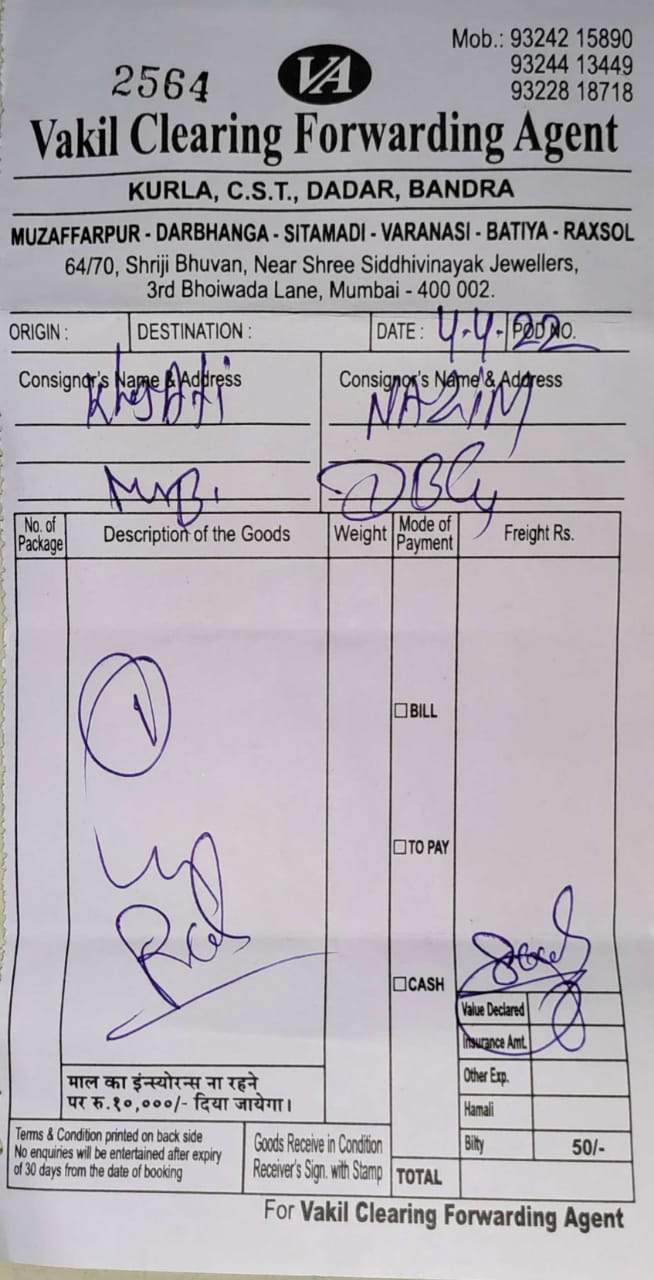 Mob.: 93242 15890
2564 VA 93244 13449
93228 18718
Vakil Clearing Forwarding Agent
KURLA, C.S.T., DADAR, BANDRA
MUZAFFARPUR - DARBHANGA - SITAMADI - VARANASI - BATIYA - RAXSOL
64/70, Shriji Bhuvan, Near Shree Siddhivinayak Jewellers,
3rd Bhoiwada Lane, Mumbai - 400 002.
ORIGIN : DESTINATION : DATE : 4-4-22 POD NO.
Consignor's Name & Address Consignor's Name & Address
NAZIM
No. of Package Description of the Goods Weight Mode of Payment Freight Rs.
1
BILL
TO PAY
CASH
Value Declared
Insurance Amt.
Other Exp.
माल का इंन्स्योरन्स ना रहने
पर रु.१०,०००/- दिया जायेगा।
Hamali
Bilty 50/-
Terms & Condition printed on back side
No enquiries will be entertained after expiry
of 30 days from the date of booking
Goods Receive in Condition
Receiver's Sign. with Stamp
TOTAL
For Vakil Clearing Forwarding Agent